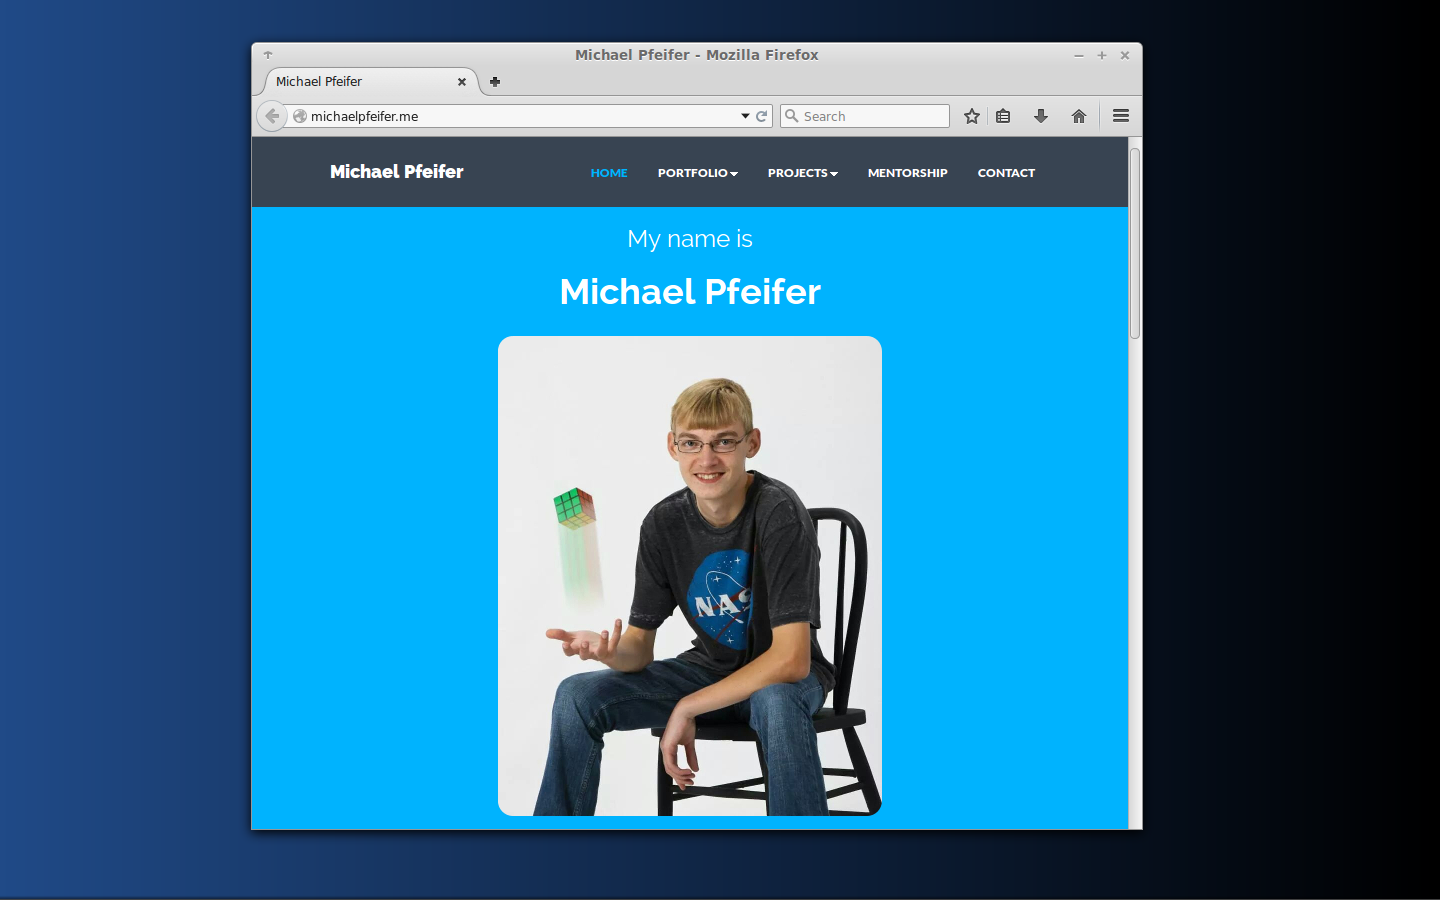 Michael Pfeifer - Mozilla Firefox
Michael Pfeifer
michaelpfeifer.me
Search
Michael Pfeifer
HOME PORTFOLIO PROJECTS MENTORSHIP CONTACT
My name is
Michael Pfeifer
NAS